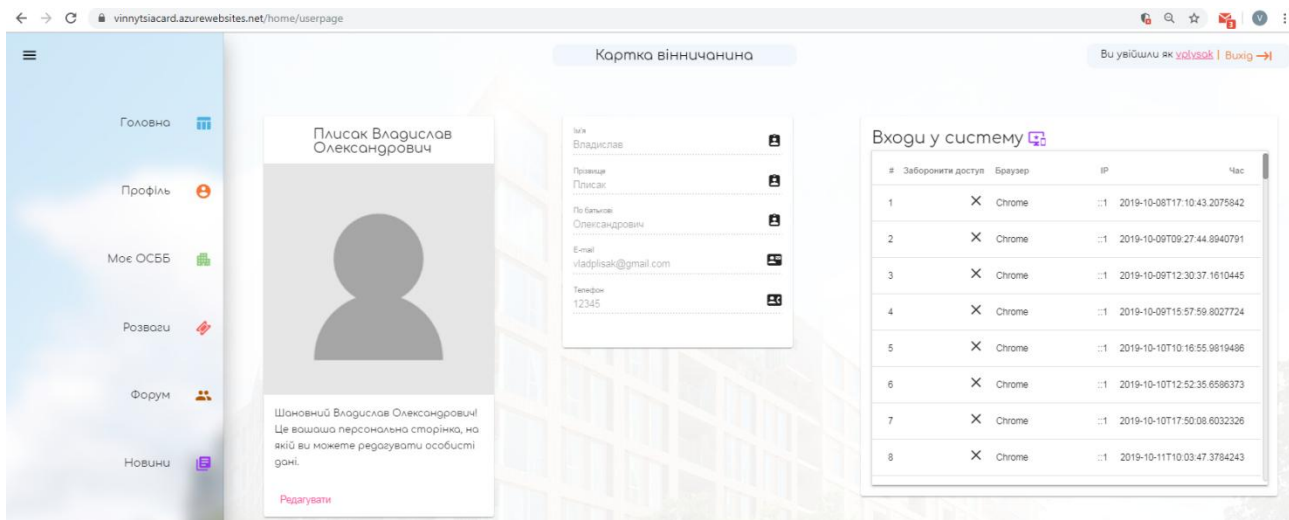 vinnytsiacard.azurewebsites.net/home/userpage
3
V
Картка вінничанина
Ви увійшли як vplysak | Вихід
Головна
Профіль
Моє ОСББ
Розваги
Форум
Новини
Плисак Владислав
Олександрович
Шановний Владислав Олександрович!
Це вашаша персональна сторінка, на
якій ви можете редагувати особисті
дані.
Редагувати
Ім'я
Владислав
Прізвище
Плисак
По батькові
Олександрович
E-mail
vladplisak@gmail.com
Телефон
12345
Входи у систему
# Заборонити доступ Браузер IP Час
1 Chrome ::1 2019-10-08T17:10:43.2075842
2 Chrome ::1 2019-10-09T09:27:44.8940791
3 Chrome ::1 2019-10-09T12:30:37.1610445
4 Chrome ::1 2019-10-09T15:57:59.8027724
5 Chrome ::1 2019-10-10T10:16:55.9819486
6 Chrome ::1 2019-10-10T12:52:35.6586373
7 Chrome ::1 2019-10-10T17:50:08.6032326
8 Chrome ::1 2019-10-11T10:03:47.3784243